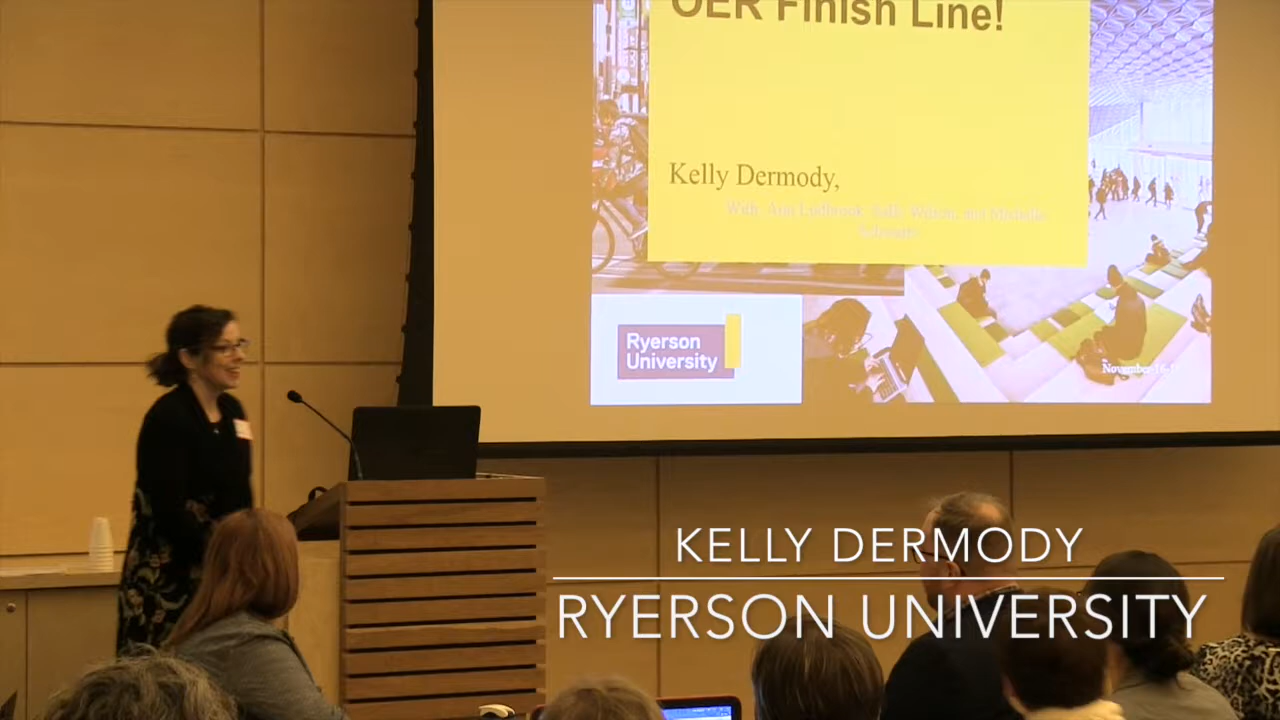 OER Finish Line!
Kelly Dermody,
Ryerson
University
KELLY DERMODY
RYERSON UNIVERSITY